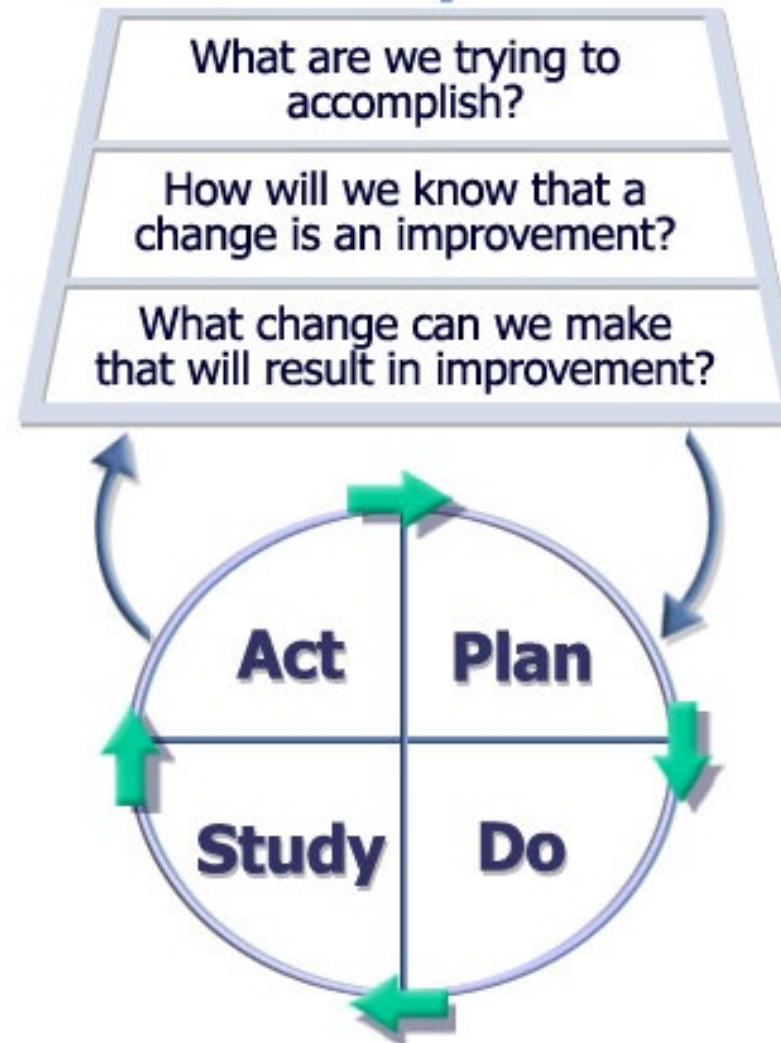 What are we trying to
accomplish?
How will we know that a
change is an improvement?
What change can we make
that will result in improvement?
Act
Plan
Study
Do